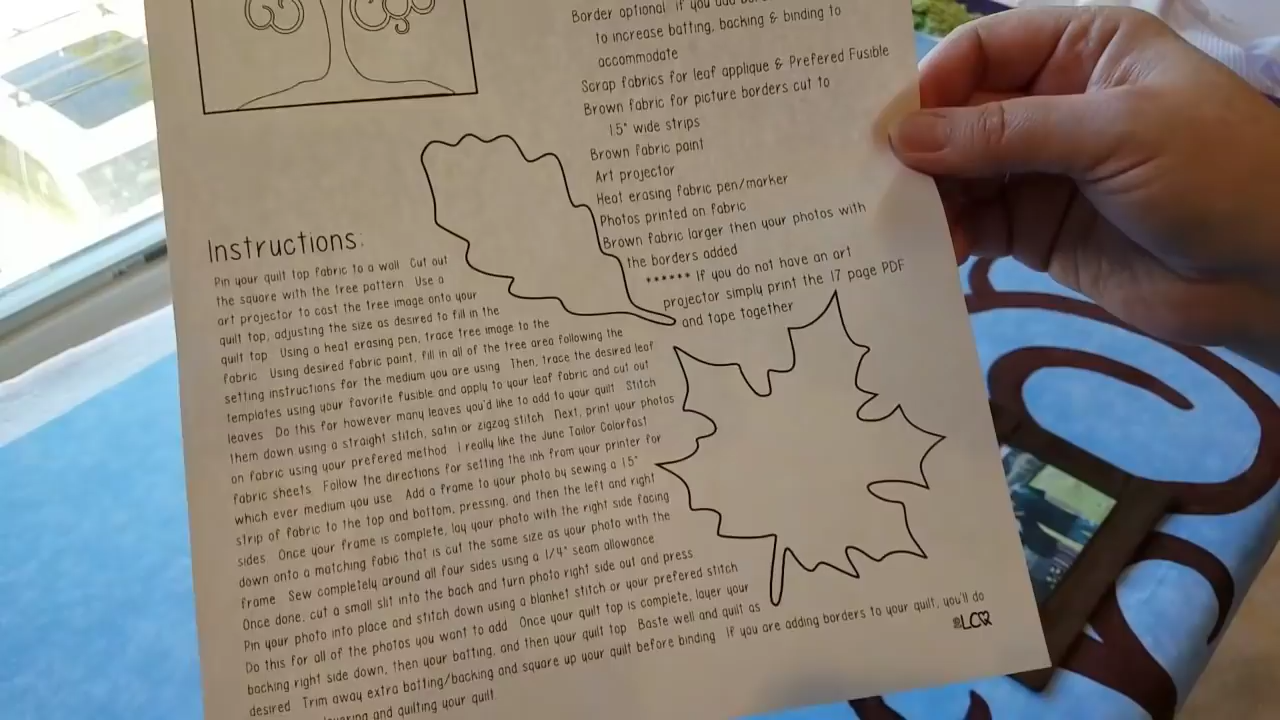 Border optional if you add
to increase batting, backing & binding to
accommodate
Scrap fabrics for leaf applique & Prefered Fusible
Brown fabric for picture borders cut to
1.5" wide strips
Brown fabric paint
Art projector
Heat erasing fabric pen/marker
Photos printed on fabric
Brown fabric larger then your photos with
the borders added
****** If you do not have an art
projector simply print the 17 page PDF
and tape together
Instructions:
Pin your quilt top fabric to a wall Cut out
the square with the tree pattern Use a
art projector to cast the tree image onto your
quilt top, adjusting the size as desired to fill in the
quilt top Using a heat erasing pen, trace tree image to the
fabric Using desired fabric paint, fill in all of the tree area following the
setting instructions for the medium you are using Then, trace the desired leaf
templates using your favorite fusible and apply to your leaf fabric and cut out
leaves Do this for however many leaves you'd like to add to your quilt Stitch
them down using a straight stitch, satin or zigzag stitch Next, print your photos
on fabric using your prefered method I really like the June Tailor Colorfast
fabric sheets Follow the directions for setting the ink from your printer for
which ever medium you use Add a frame to your photo by sewing a 1.5"
strip of fabric to the top and bottom, pressing, and then the left and right
sides Once your frame is complete, lay your photo with the right side facing
down onto a matching fabic that is cut the same size as your photo with the
frame Sew completely around all four sides using a 1/4" seam allowance
Once done, cut a small slit into the back and turn photo right side out and press
Pin your photo into place and stitch down using a blanket stitch or your prefered stitch
Do this for all of the photos you want to add Once your quilt top is complete, layer your
backing right side down, then your batting, and then your quilt top Baste well and quilt as
desired Trim away extra batting/backing and square up your quilt before binding If you are adding borders to your quilt, you'll do
and quilting your quilt
LCQ